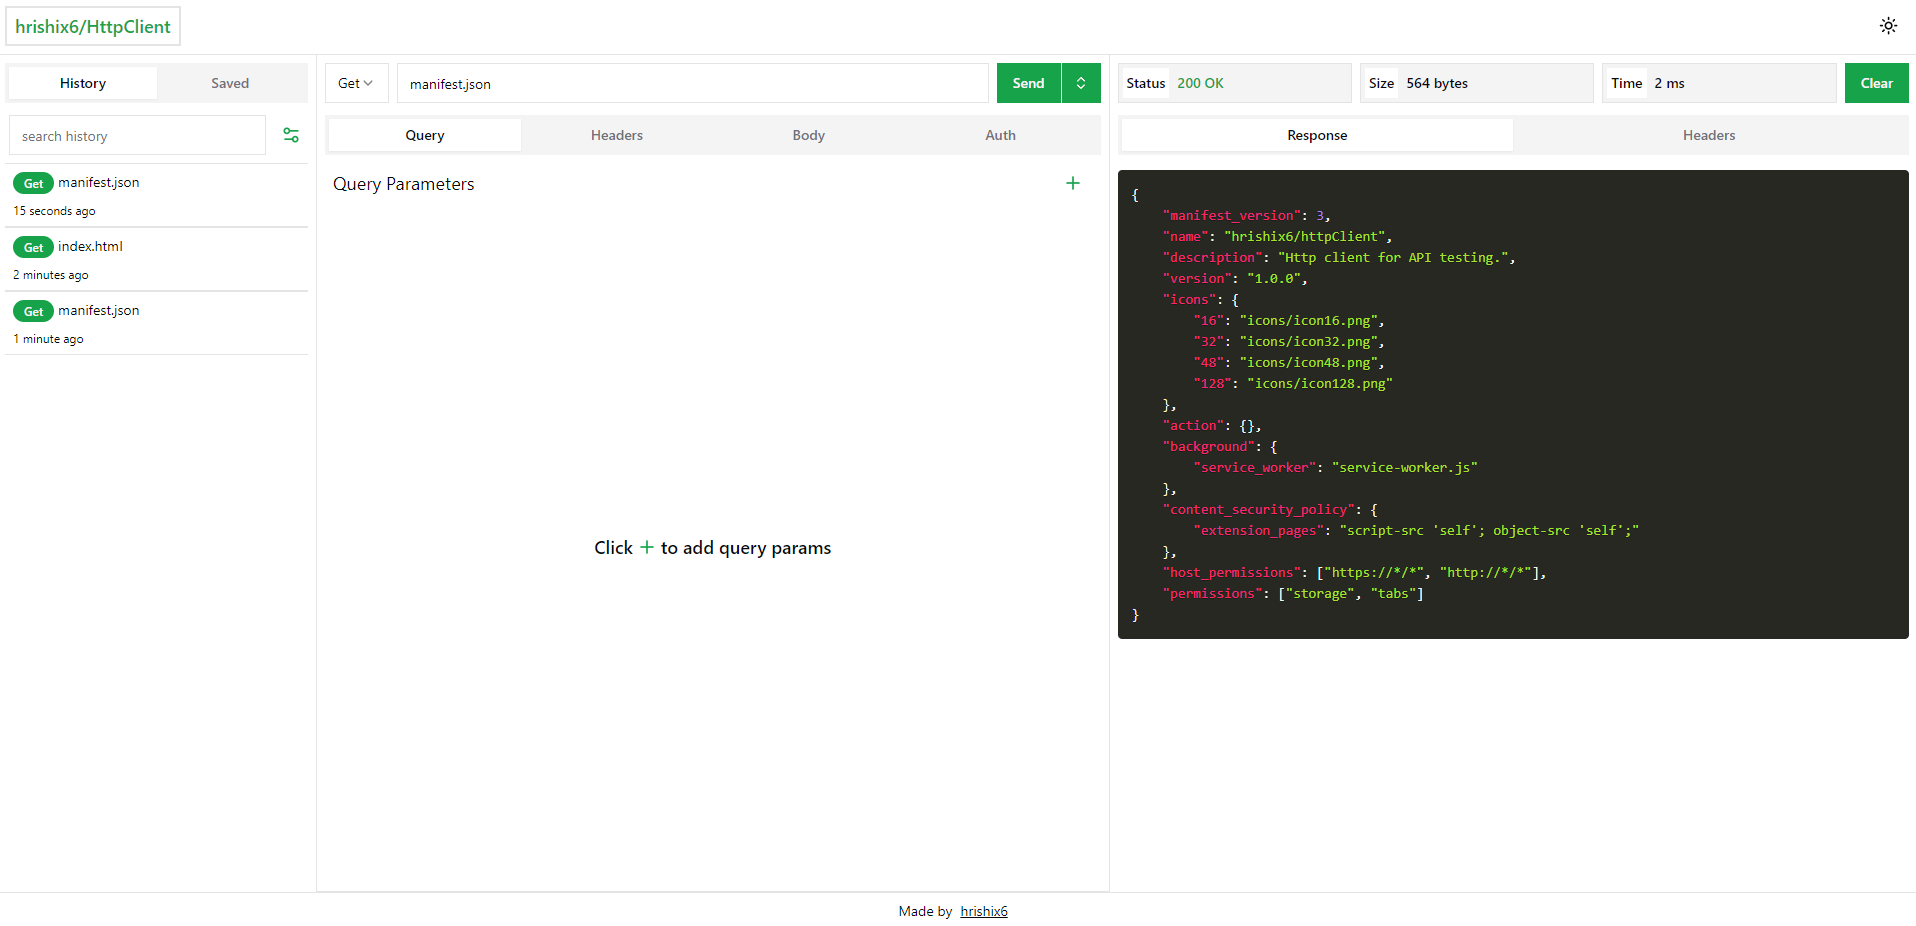 hrishix6/HttpClient
History
Saved
search history
Get manifest.json
15 seconds ago
Get index.html
2 minutes ago
Get manifest.json
1 minute ago
Get
manifest.json
Send
Query
Headers
Body
Auth
Query Parameters
+
Click + to add query params
Status 200 OK
Size 564 bytes
Time 2 ms
Clear
Response
Headers
{
    "manifest_version": 3,
    "name": "hrishix6/httpClient",
    "description": "Http client for API testing.",
    "version": "1.0.0",
    "icons": {
        "16": "icons/icon16.png",
        "32": "icons/icon32.png",
        "48": "icons/icon48.png",
        "128": "icons/icon128.png"
    },
    "action": {},
    "background": {
        "service_worker": "service-worker.js"
    },
    "content_security_policy": {
        "extension_pages": "script-src 'self'; object-src 'self';"
    },
    "host_permissions": ["https://*/*", "http://*/*"],
    "permissions": ["storage", "tabs"]
}
Made by hrishix6